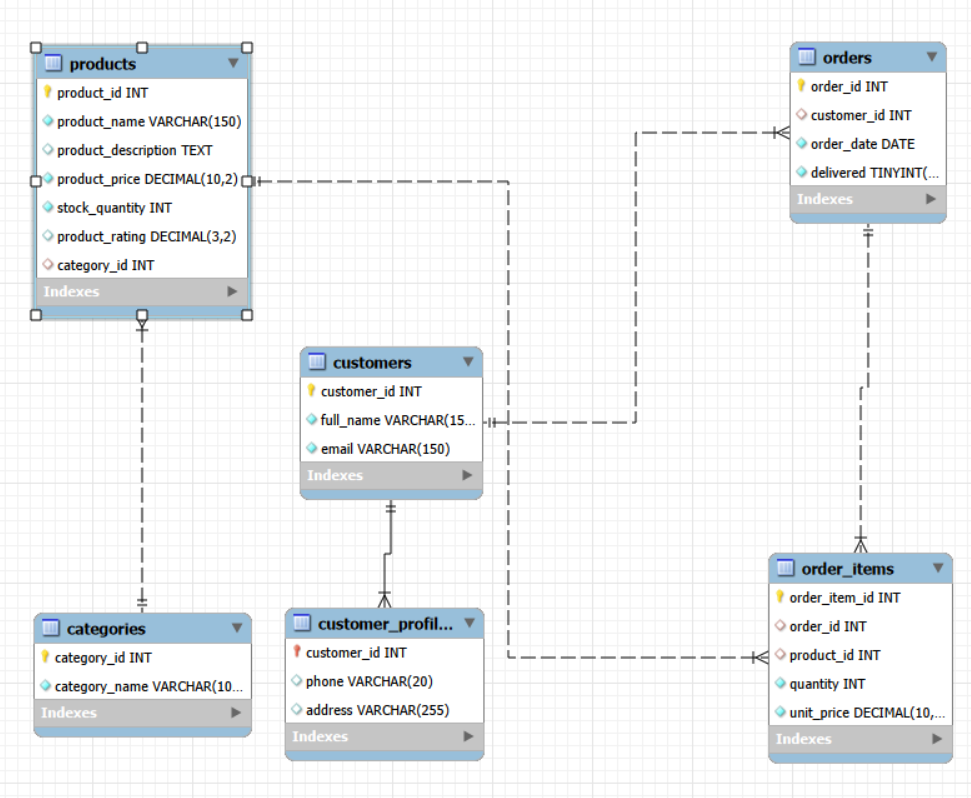 products
product_id INT
product_name VARCHAR(150)
product_description TEXT
product_price DECIMAL(10,2)
stock_quantity INT
product_rating DECIMAL(3,2)
category_id INT
Indexes
orders
order_id INT
customer_id INT
order_date DATE
delivered TINYINT(...
Indexes
customers
customer_id INT
full_name VARCHAR(15...
email VARCHAR(150)
Indexes
categories
category_id INT
category_name VARCHAR(10...
Indexes
customer_profil...
customer_id INT
phone VARCHAR(20)
address VARCHAR(255)
Indexes
order_items
order_item_id INT
order_id INT
product_id INT
quantity INT
unit_price DECIMAL(10,...
Indexes